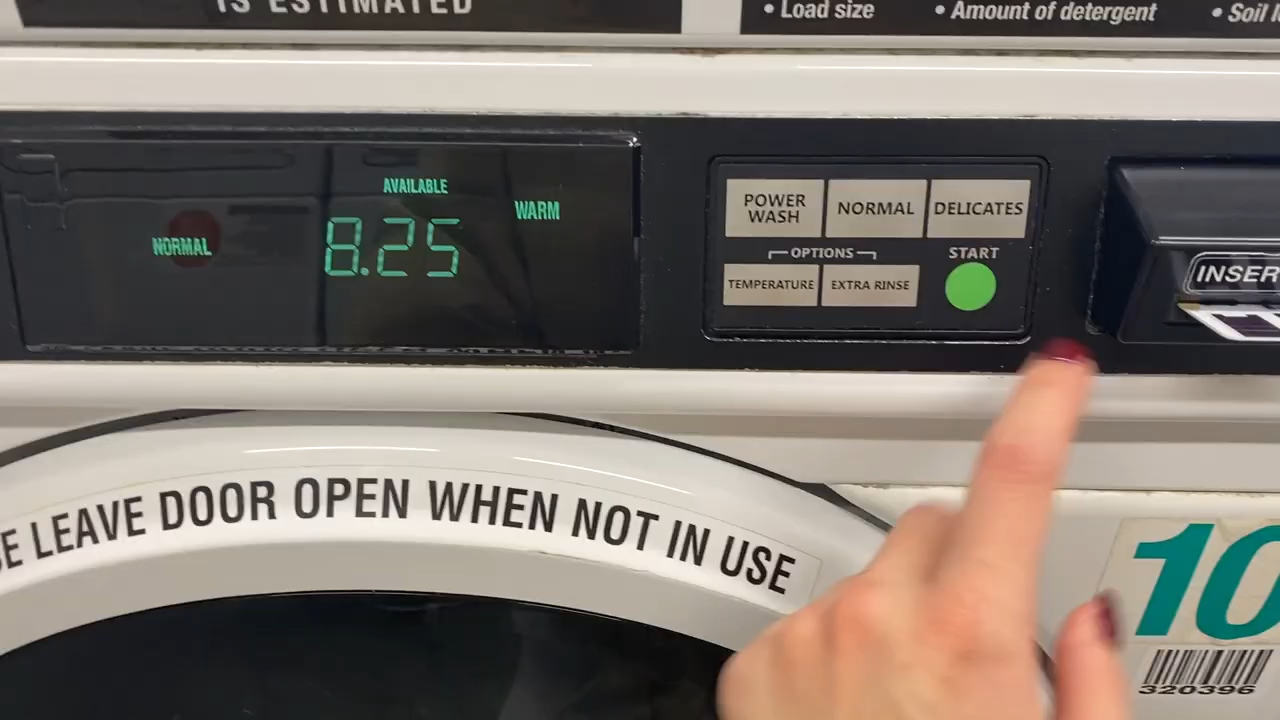 IS ESTIMATED
• Load size
• Amount of detergent
• Soil
AVAILABLE
WARM
NORMAL
8.25
POWER
WASH
NORMAL
DELICATES
OPTIONS
START
TEMPERATURE
EXTRA RINSE
INSER
LEAVE DOOR OPEN WHEN NOT IN USE
10
320396